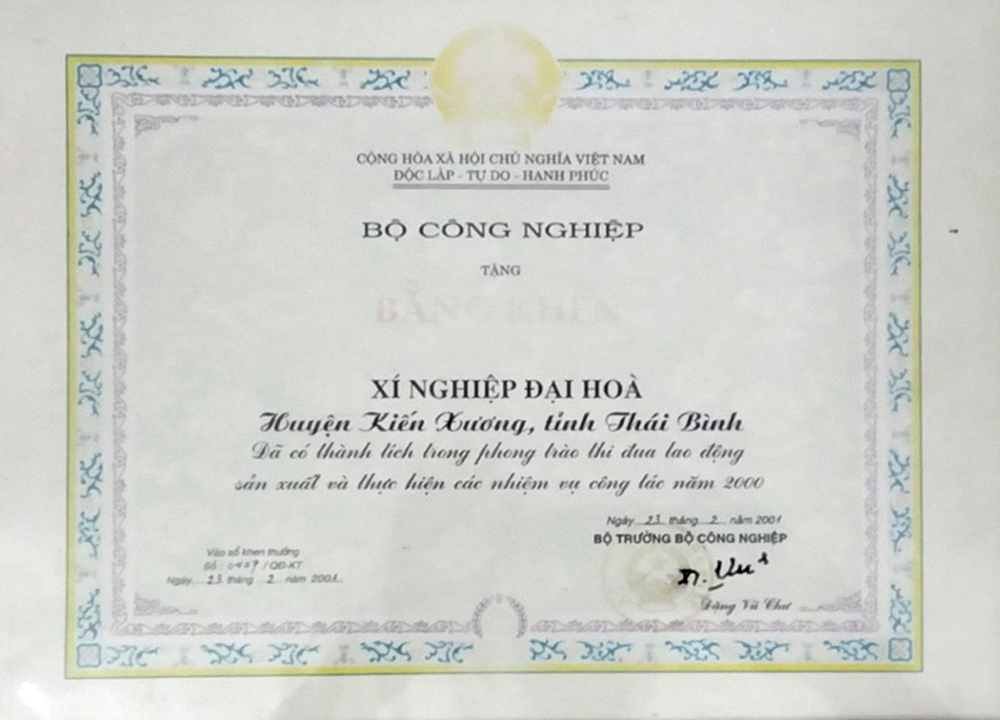 CỘNG HÒA XÃ HỘI CHỦ NGHĨA VIỆT NAM
ĐỘC LẬP - TỰ DO - HẠNH PHÚC
BỘ CÔNG NGHIỆP
TẶNG
BẰNG KHEN
XÍ NGHIỆP ĐẠI HOÀ
Huyện Kiến Xương, tỉnh Thái Bình
Đã có thành tích trong phong trào thi đua lao động
sản xuất và thực hiện các nhiệm vụ công tác năm 2000
Ngày 23 tháng 2 năm 2001
BỘ TRƯỞNG BỘ CÔNG NGHIỆP
Đặng Vũ Chư
Vào sổ khen thưởng
Số /QĐ-KT
Ngày 23 tháng 2 năm 2001